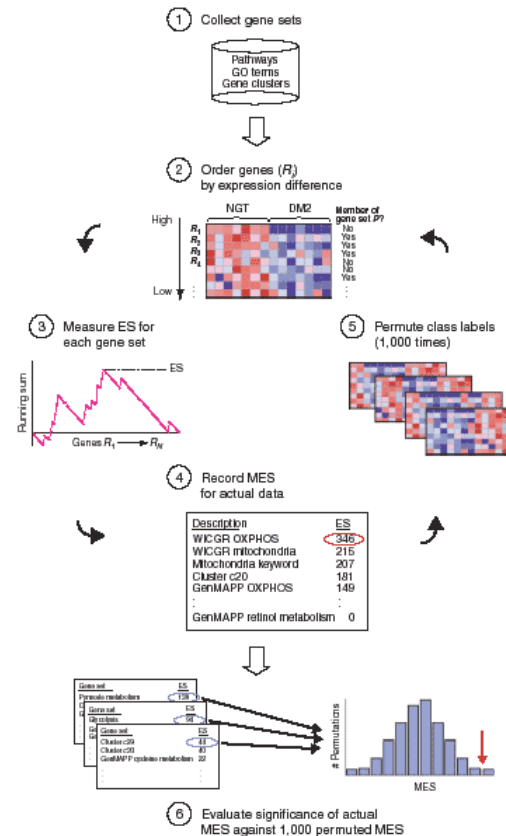 1 Collect gene sets
Pathways
GO terms
Gene clusters
2 Order genes (Ri)
by expression difference
NGT DM2 Member of
gene set P?
High
R1 No
R2 Yes
R3 Yes
R4 Yes
No
No
Yes
Low
3 Measure ES for
each gene set
ES
Running sum
Genes R1 RN
5 Permute class labels
(1,000 times)
4 Record MES
for actual data
Description ES
WICGR OXPHOS 346
WICGR mitochondria 215
Mitochondria keyword 207
Cluster c20 181
GenMAPP OXPHOS 149
GenMAPP retinol metabolism 0
Gene set ES
Pyruvate metabolism
Gene set ES
Glycolysis
Gene set ES
Cluster c29
Cluster c23 40
GenMAPP cysteine metabolism 22
# Permutations
MES
6 Evaluate significance of actual
MES against 1,000 permuted MES